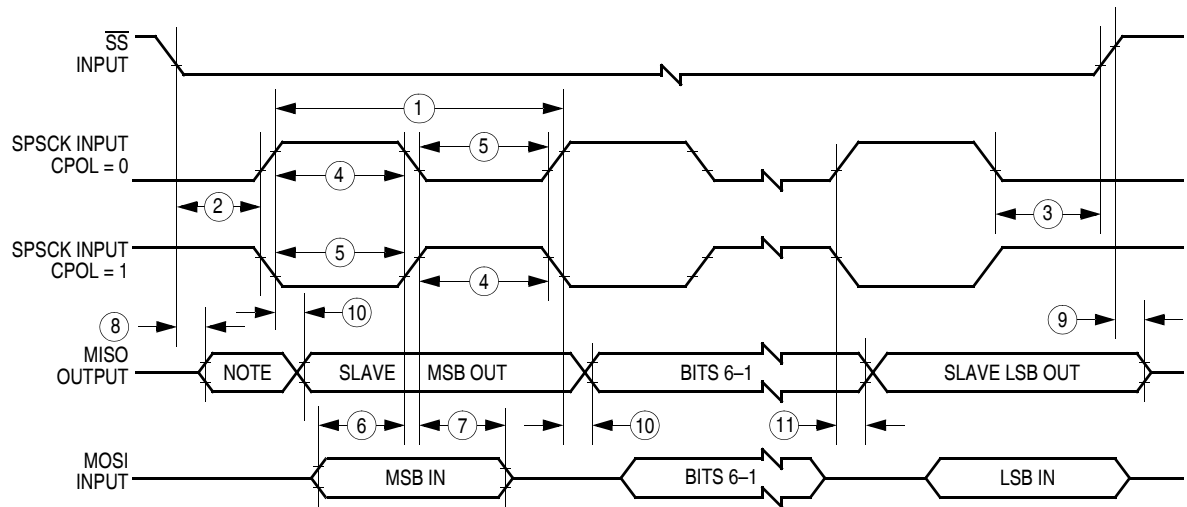 SS
INPUT
1
SPSCK INPUT
CPOL = 0
5
4
2
3
SPSCK INPUT
CPOL = 1
5
4
8
10
9
MISO
OUTPUT
NOTE
SLAVE MSB OUT
BITS 6–1
SLAVE LSB OUT
6
7
10
11
MOSI
INPUT
MSB IN
BITS 6–1
LSB IN